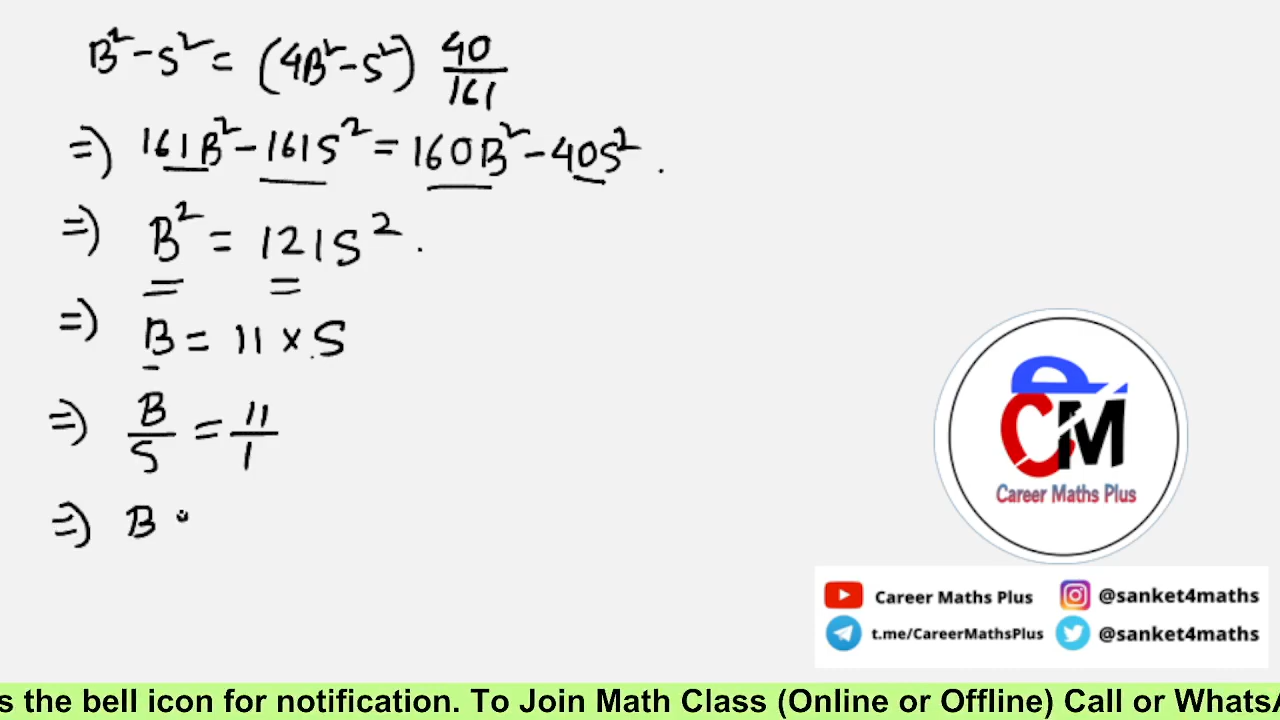 B² - S² = (4B² - S²) 40/161
=> 161B² - 161S² = 160B² - 40S² .
=> B² = 121S² .
=> B = 11 × S
=> B/S = 11/1
=> B :
CM
Career Maths Plus
Career Maths Plus @sanket4maths
t.me/CareerMathsPlus @sanket4maths
s the bell icon for notification. To Join Math Class (Online or Offline) Call or WhatsA